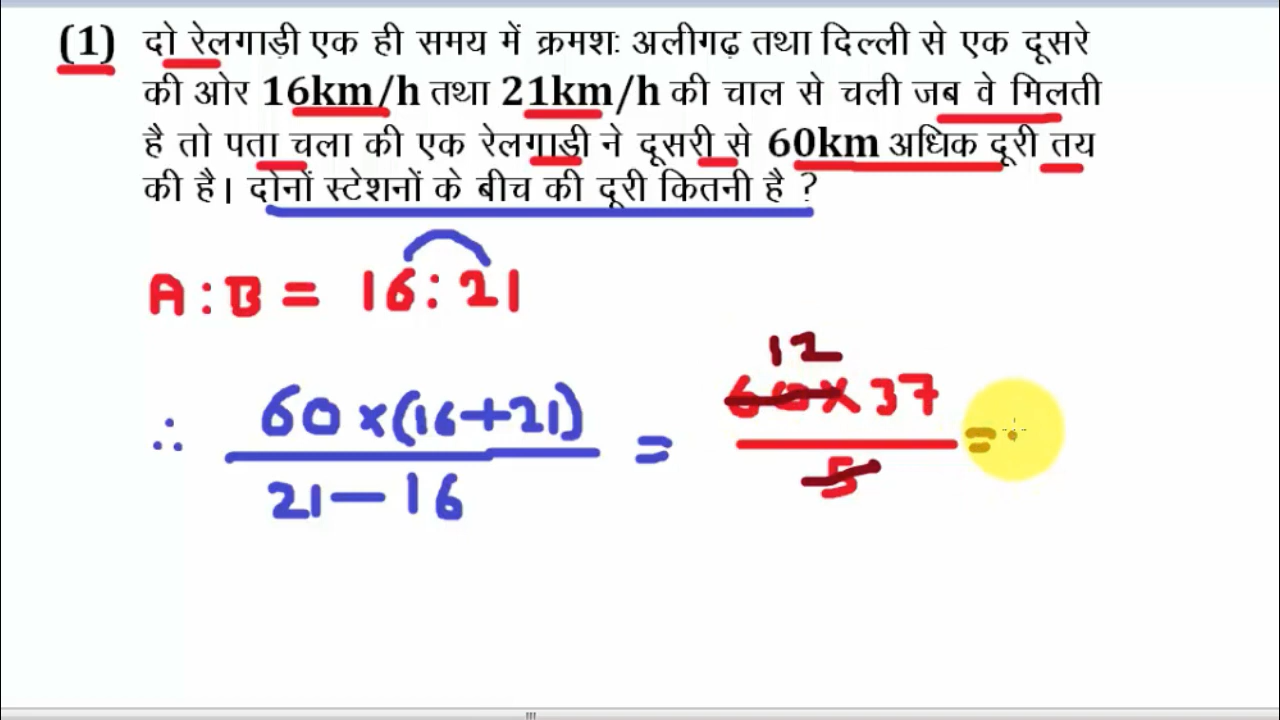 (1) दो रेलगाड़ी एक ही समय में क्रमशः अलीगढ़ तथा दिल्ली से एक दूसरे
की ओर 16km/h तथा 21km/h की चाल से चली जब वे मिलती
है तो पता चला की एक रेलगाड़ी ने दूसरी से 60km अधिक दूरी तय
की है। दोनों स्टेशनों के बीच की दूरी कितनी है ?
A : B = 16 : 21
12
∴ 60 × (16 + 21) / 21 − 16 = 60 × 37 / 5 =